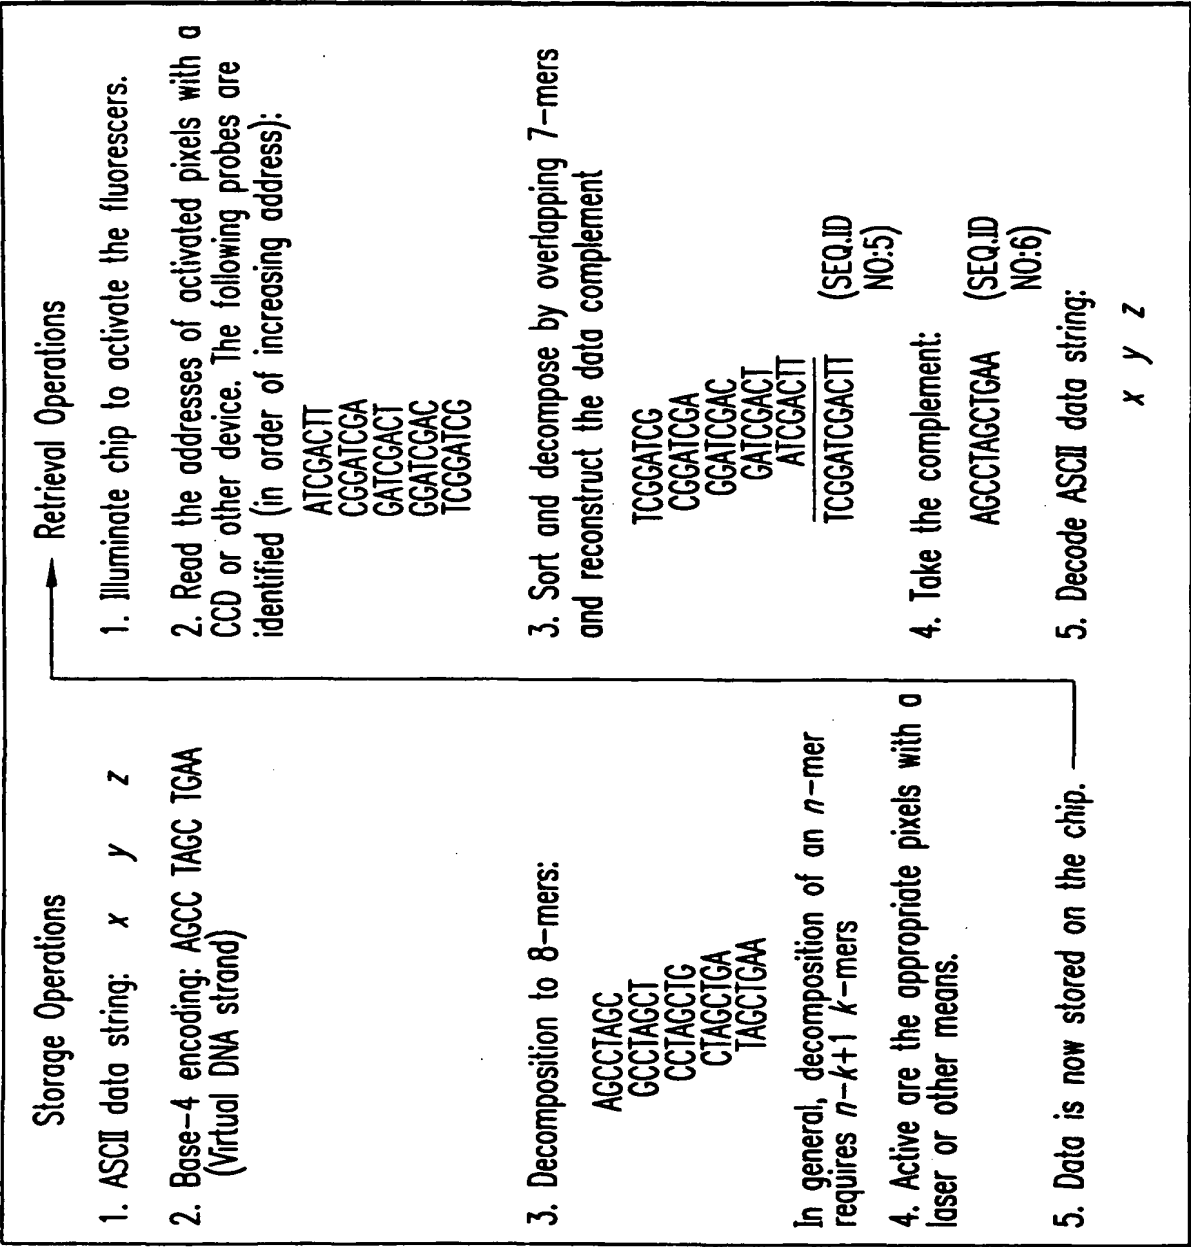 Storage Operations
1. ASCII data string: x y z
2. Base-4 encoding: AGCC TAGC TGAA
(Virtual DNA strand)
3. Decomposition to 8-mers:
AGCCTAGC
GCCTAGCT
CCTAGCTG
CTAGCTGA
TAGCTGAA
In general, decomposition of an n-mer
requires n-k+1 k-mers
4. Active are the appropriate pixels with a
laser or other means.
5. Data is now stored on the chip.
Retrieval Operations
1. Illuminate chip to activate the fluorescers.
2. Read the addresses of activated pixels with a
CCD or other device. The following probes are
identified (in order of increasing address):
ATCGACTT
CGGATCGA
GATCGACT
GGATCGAC
TCGGATCG
3. Sort and decompose by overlapping 7-mers
and reconstruct the data complement
TCGGATCG
CGGATCGA
GGATCGAC
GATCGACT
ATCGACTT
TCGGATCGACTT (SEQ.ID
NO:5)
4. Take the complement:
AGCCTAGCTGAA (SEQ.ID
NO:6)
5. Decode ASCII data string:
x y z